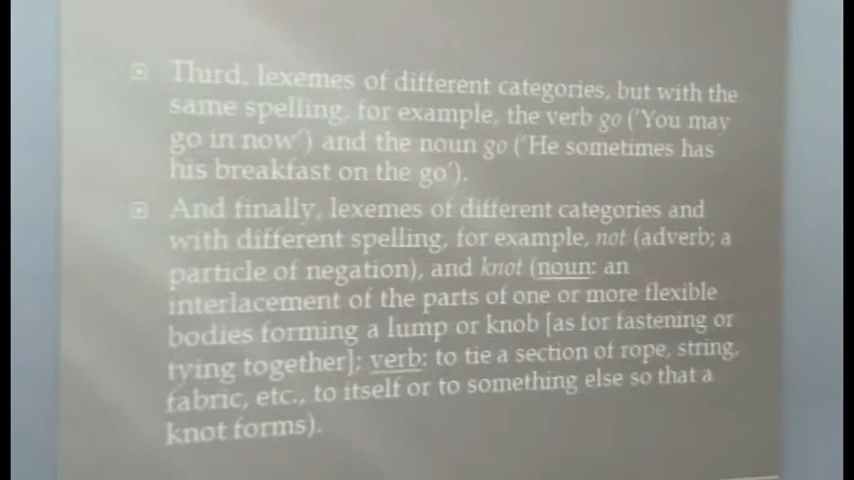 Third, lexemes of different categories, but with the
same spelling, for example, the verb go ('You may
go in now') and the noun go ('He sometimes has
his breakfast on the go').
And finally, lexemes of different categories and
with different spelling, for example, not (adverb; a
particle of negation), and knot (noun: an
interlacement of the parts of one or more flexible
bodies forming a lump or knob [as for fastening or
tying together]; verb: to tie a section of rope, string,
fabric, etc., to itself or to something else so that a
knot forms).